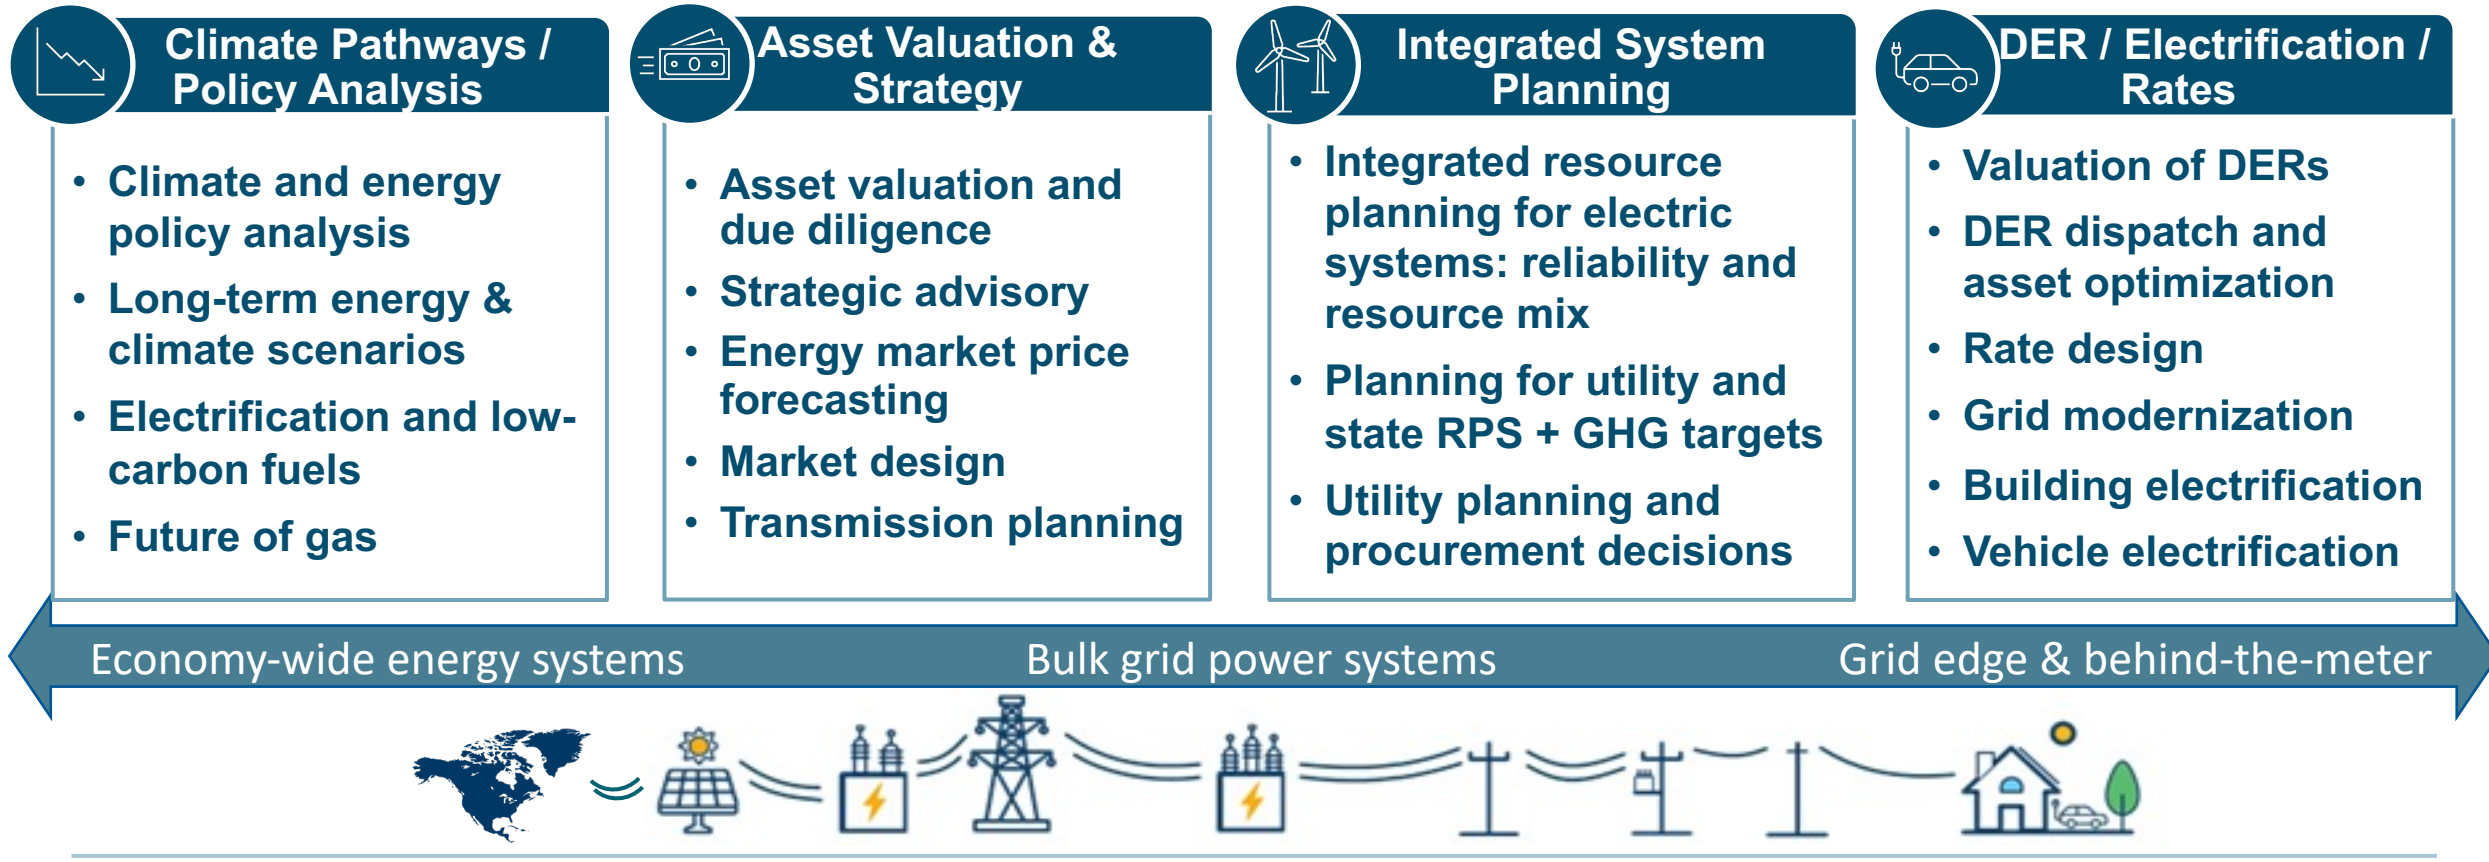 Climate Pathways /
Policy Analysis
• Climate and energy
policy analysis
• Long-term energy &
climate scenarios
• Electrification and low-
carbon fuels
• Future of gas
Asset Valuation &
Strategy
• Asset valuation and
due diligence
• Strategic advisory
• Energy market price
forecasting
• Market design
• Transmission planning
Integrated System
Planning
• Integrated resource
planning for electric
systems: reliability and
resource mix
• Planning for utility and
state RPS + GHG targets
• Utility planning and
procurement decisions
DER / Electrification /
Rates
• Valuation of DERs
• DER dispatch and
asset optimization
• Rate design
• Grid modernization
• Building electrification
• Vehicle electrification
Economy-wide energy systems
Bulk grid power systems
Grid edge & behind-the-meter